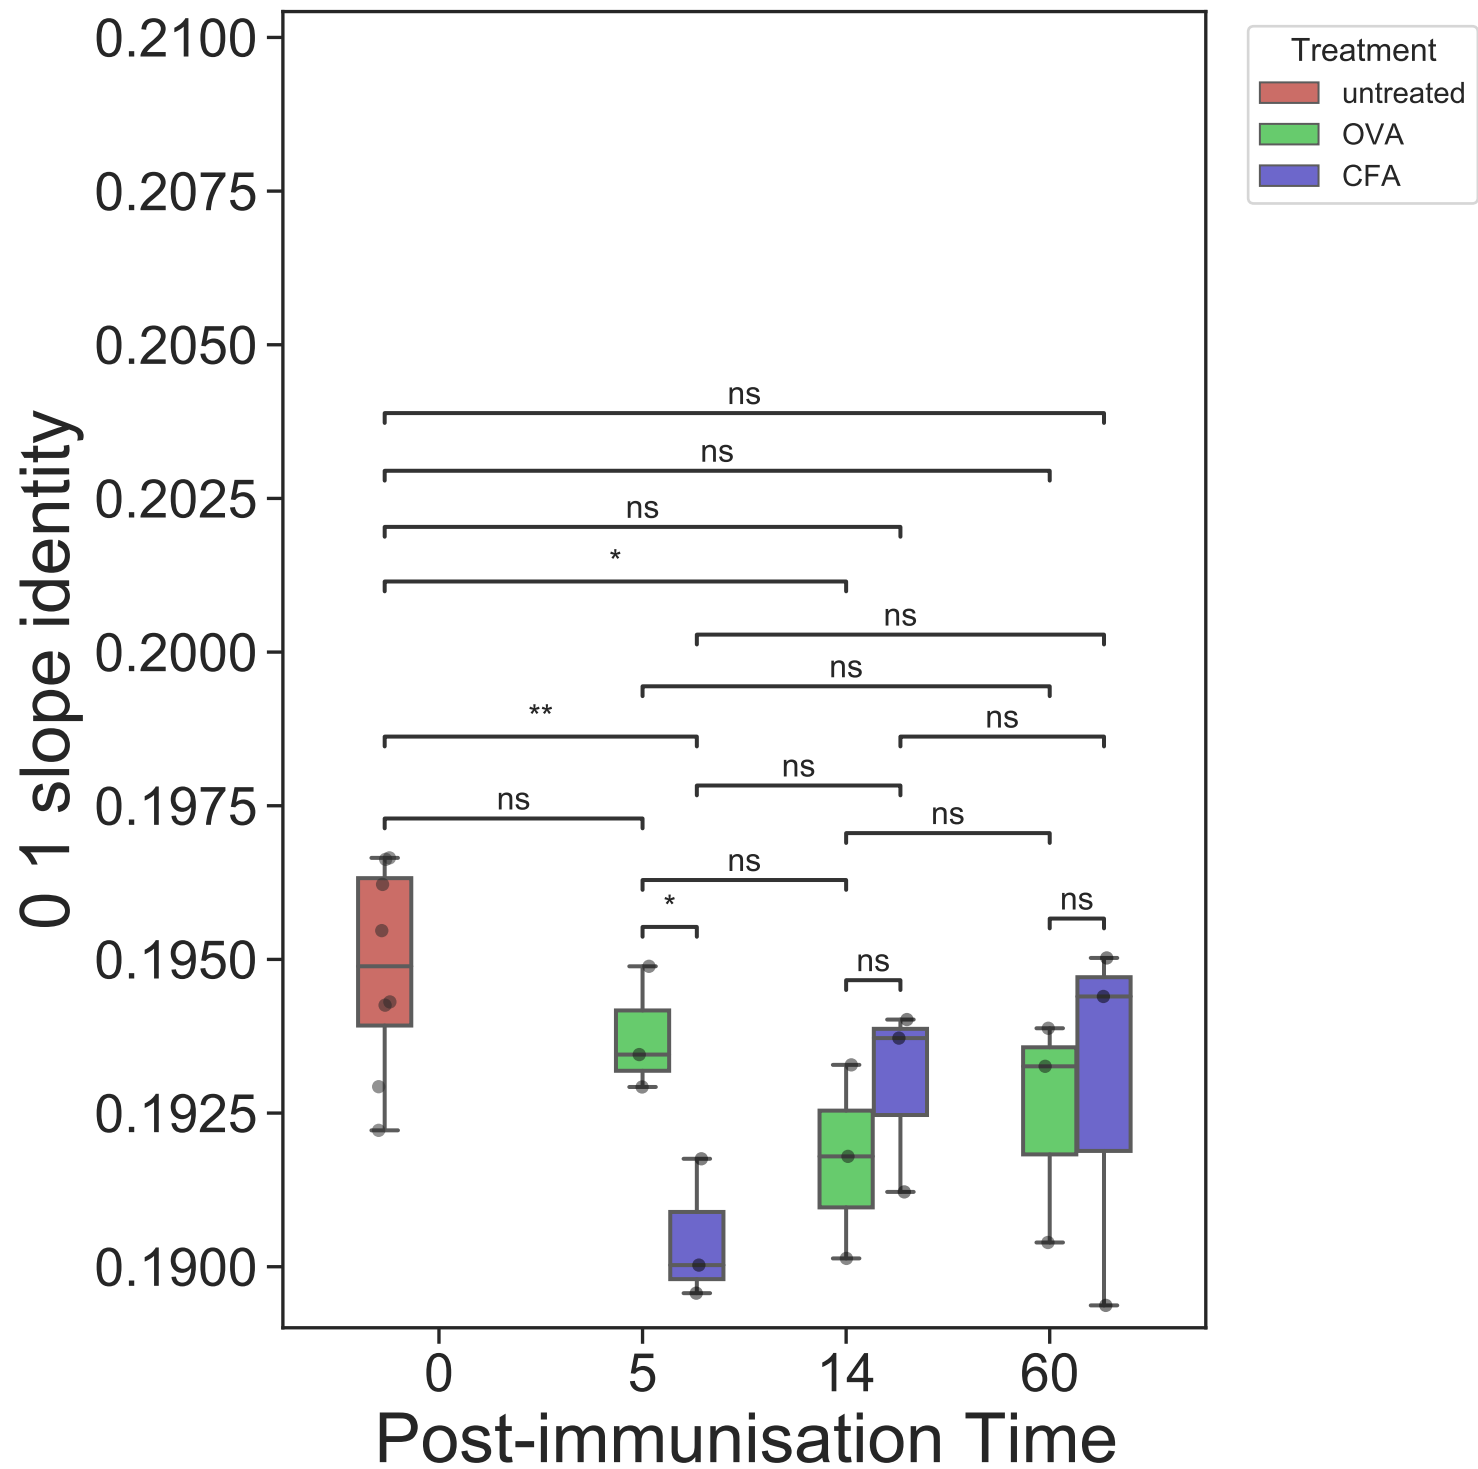 0.2100
0.2075
0.2050
0.2025
0.2000
0.1975
0.1950
0.1925
0.1900
0 1 slope identity
ns
ns
ns
*
ns
ns
**
ns
ns
ns
ns
ns
*
ns
ns
0
5
14
60
Post-immunisation Time
Treatment
untreated
OVA
CFA